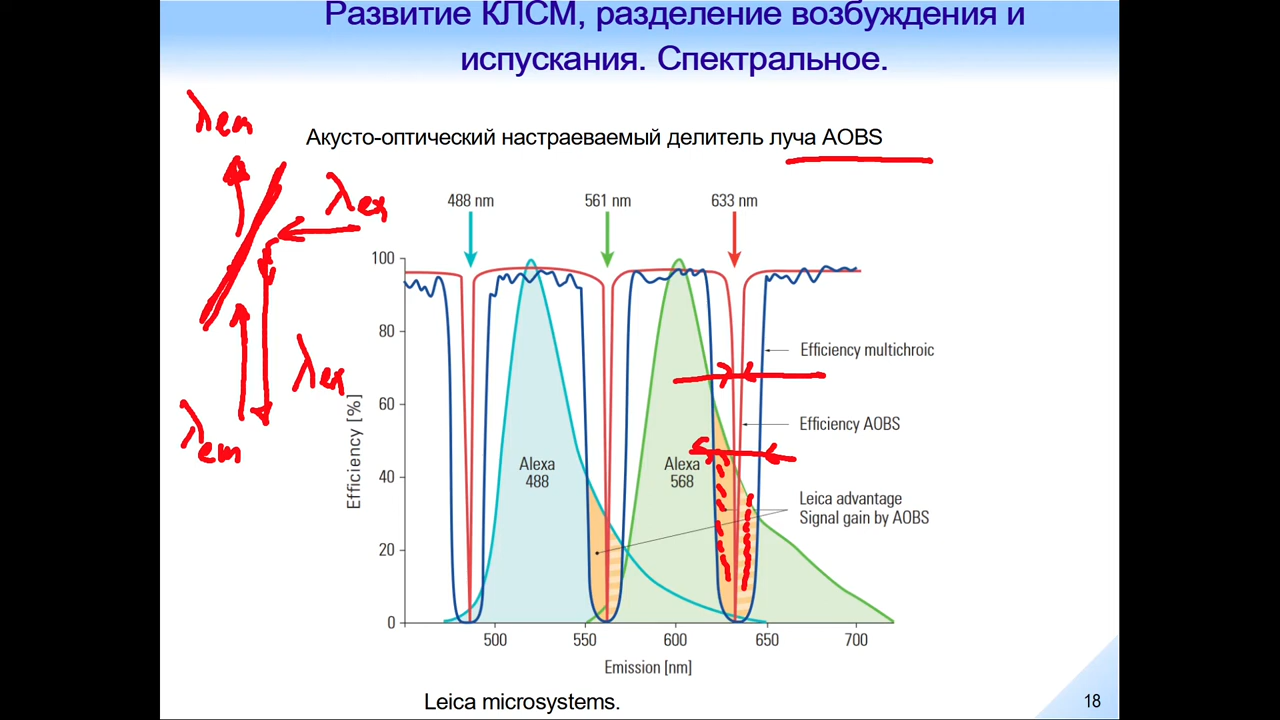 Развитие КЛСМ, разделение возбуждения и
испускания. Спектральное.
λem
Акусто-оптический настраеваемый делитель луча AOBS
λex
488 nm 561 nm 633 nm
100
80
60
40
20
0
Efficiency [%]
λex
λem
Efficiency multichroic
Efficiency AOBS
Alexa
488
Alexa
568
Leica advantage
Signal gain by AOBS
500 550 600 650 700
Emission [nm]
Leica microsystems.
18